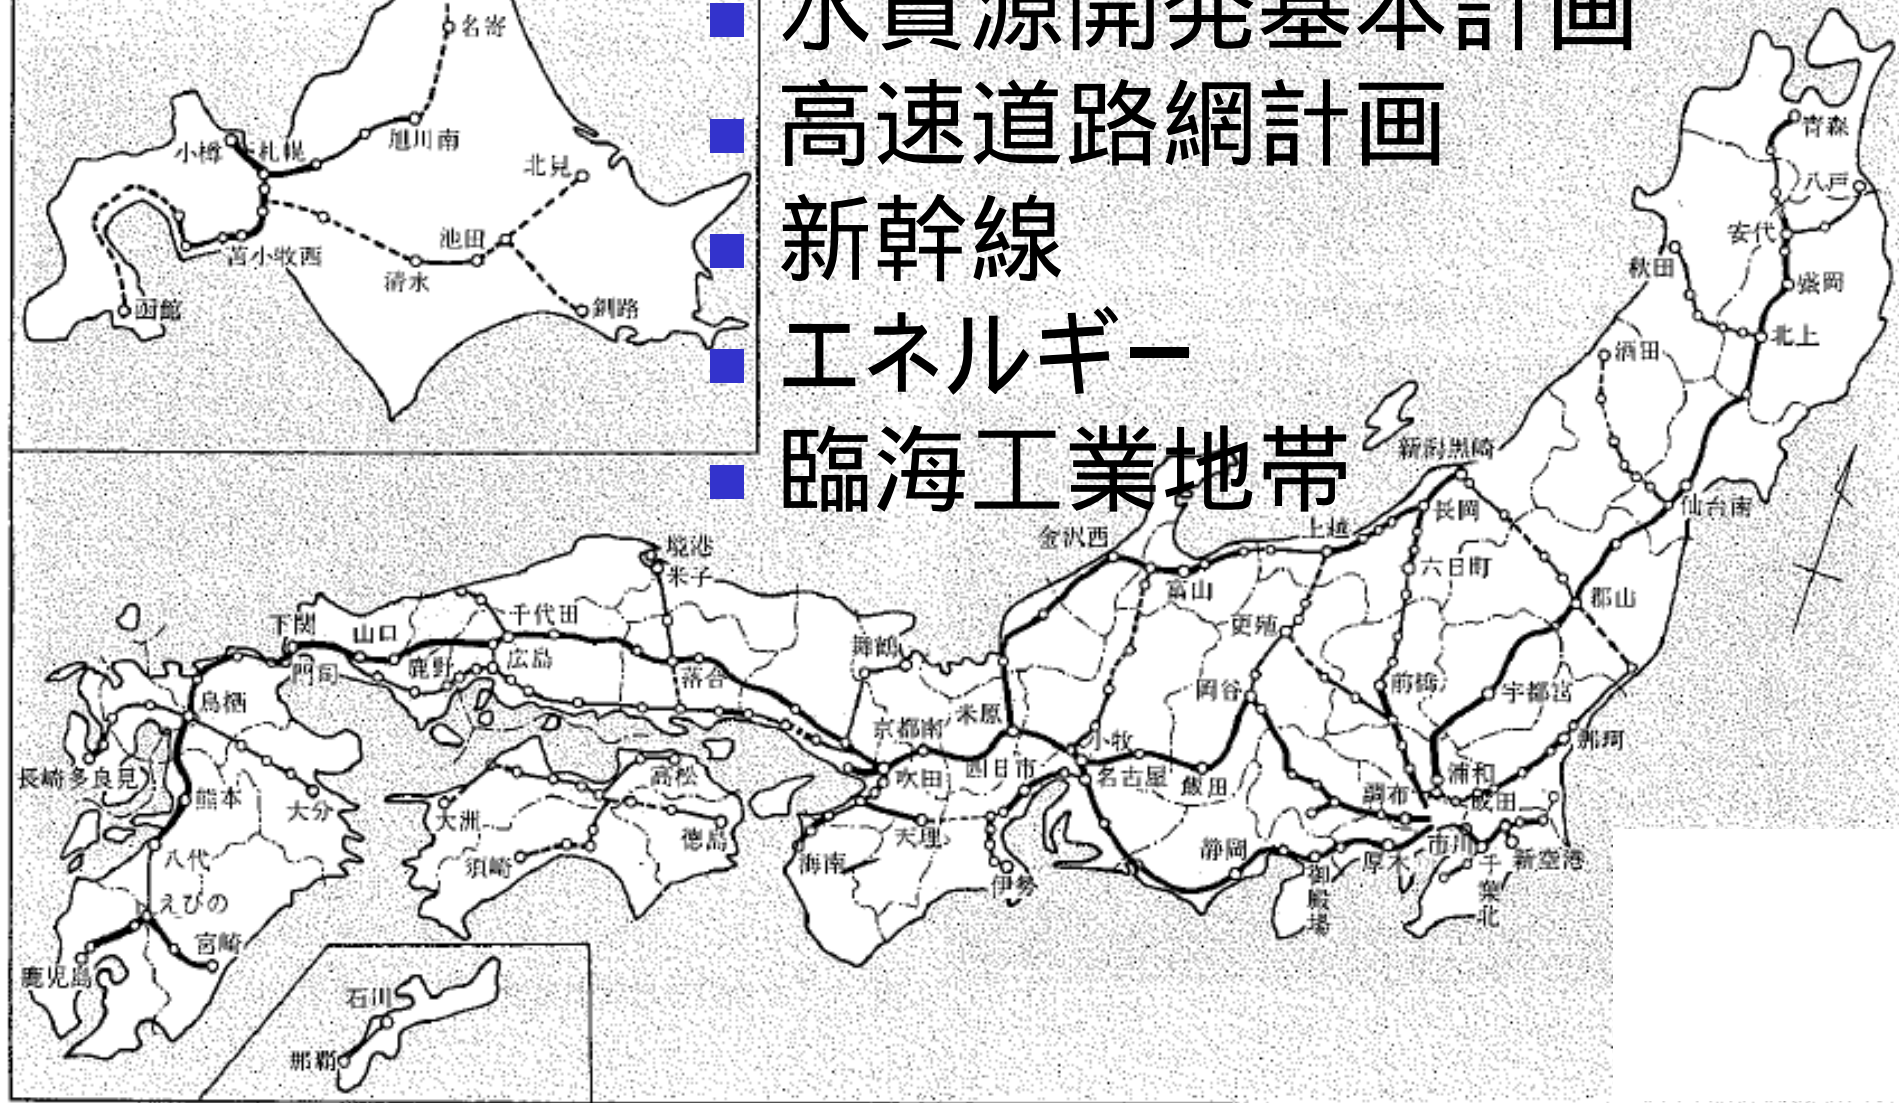 水資源開発基本計画
高速道路網計画
新幹線
エネルギー
臨海工業地帯
名寄
旭川南
小樽
札幌
北見
池田
苫小牧西
清水
函館
釧路
青森
八戸
安代
秋田
盛岡
北上
酒田
新潟黒崎
仙台南
長岡
上越
金沢西
六日町
富山
郡山
更殖
境港
米子
千代田
下関
山口
舞鶴
門司
鹿野
広島
落合
岡谷
前橋
宇都宮
鳥栖
米原
京都南
小牧
那珂
長崎多良見
高松
吹田
四日市
名古屋
飯田
浦和
調布
熊本
大分
大洲
徳島
天理
八代
須崎
海南
伊勢
静岡
御殿場
厚木
市川
千葉北
新空港
えびの
宮崎
鹿児島
石川
那覇